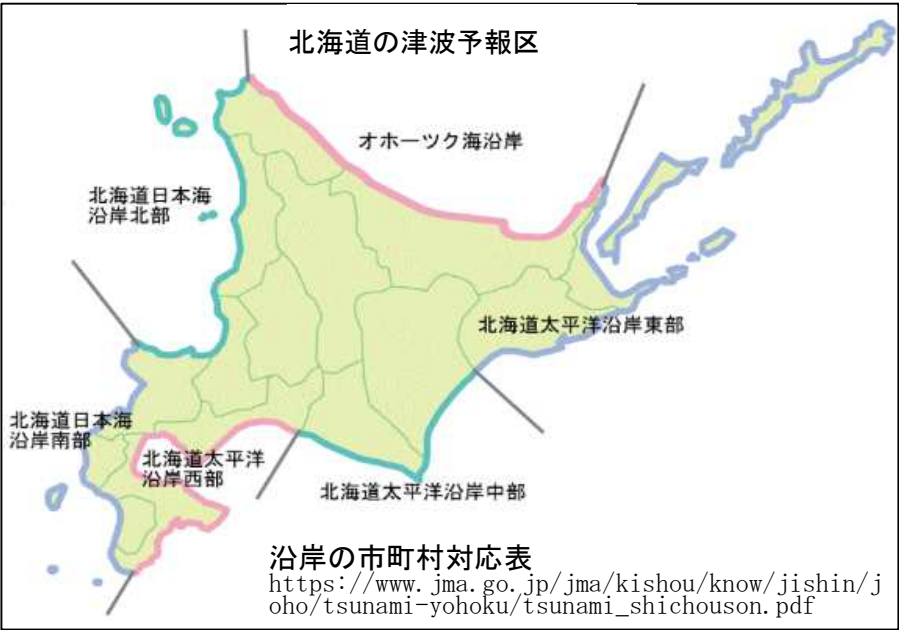 北海道の津波予報区
オホーツク海沿岸
北海道日本海
沿岸北部
北海道太平洋沿岸東部
北海道日本海
沿岸南部
北海道太平洋
沿岸西部
北海道太平洋沿岸中部
沿岸の市町村対応表
https://www.jma.go.jp/jma/kishou/know/jishin/j
oho/tsunami-yohoku/tsunami_shichouson.pdf